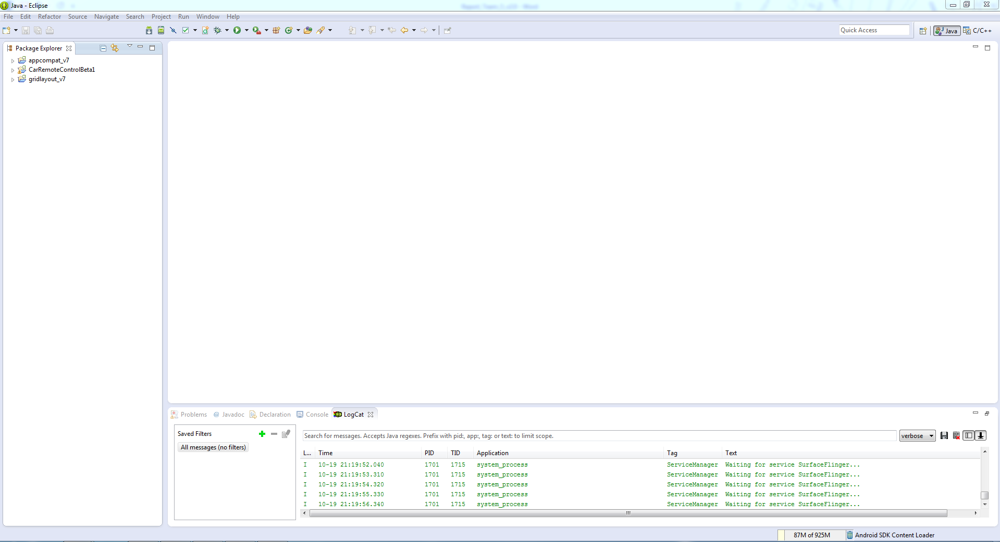 Java - Eclipse
File Edit Refactor Source Navigate Search Project Run Window Help
Quick Access Java C/C++
Package Explorer
appcompat_v7
CarRemoteControlBeta1
gridlayout_v7
Problems @ Javadoc Declaration Console LogCat
Saved Filters
All messages (no filters)
Search for messages. Accepts Java regexes. Prefix with pid:, app:, tag: or text: to limit scope. verbose
L... Time PID TID Application Tag Text
I 10-19 21:19:52.040 1701 1715 system_process ServiceManager Waiting for service SurfaceFlinger...
I 10-19 21:19:53.310 1701 1715 system_process ServiceManager Waiting for service SurfaceFlinger...
I 10-19 21:19:54.320 1701 1715 system_process ServiceManager Waiting for service SurfaceFlinger...
I 10-19 21:19:55.330 1701 1715 system_process ServiceManager Waiting for service SurfaceFlinger...
I 10-19 21:19:56.340 1701 1715 system_process ServiceManager Waiting for service SurfaceFlinger...
87M of 925M Android SDK Content Loader